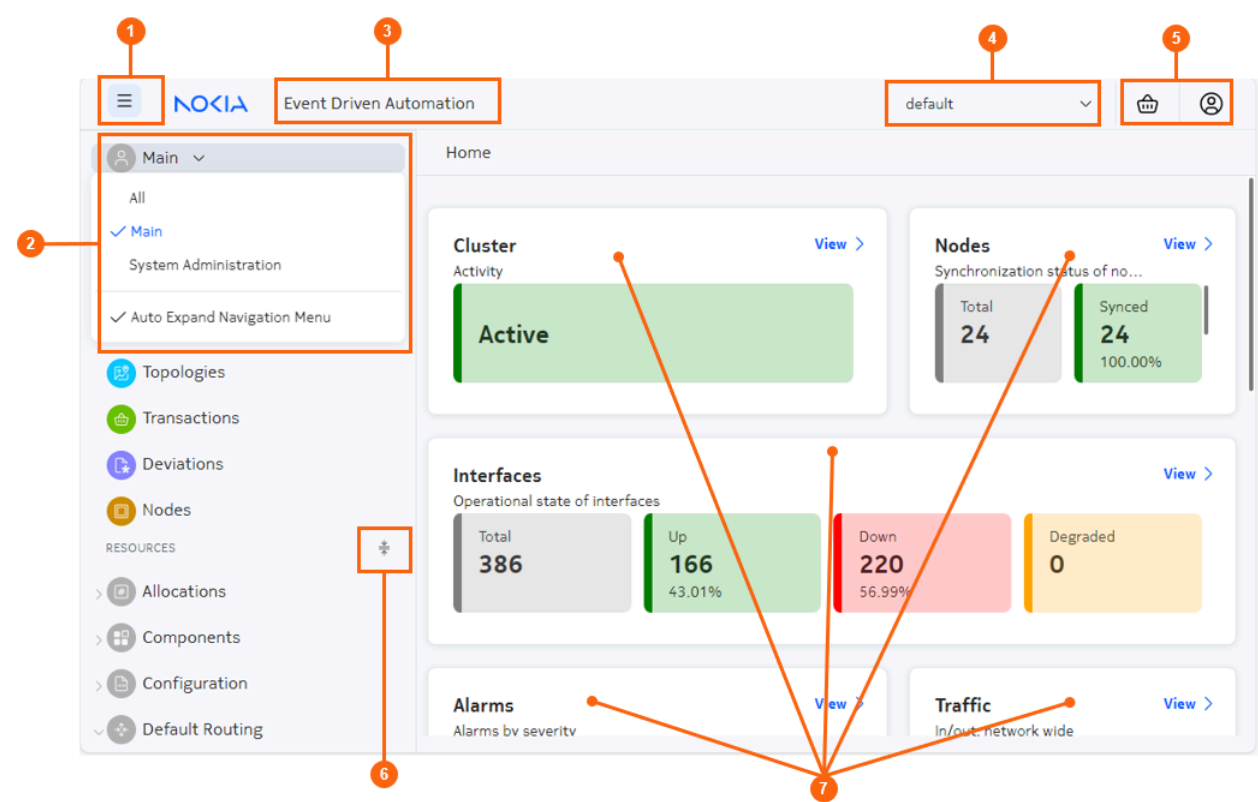 1
3
4
5
NOKIA
Event Driven Automation
default
Main
Home
All
Main
2
System Administration
Auto Expand Navigation Menu
Topologies
Transactions
Deviations
Nodes
RESOURCES
Allocations
Components
Configuration
Default Routing
6
Cluster
View
Activity
Active
Nodes
View
Synchronization status of no...
Total
24
Synced
24
100.00%
Interfaces
View
Operational state of interfaces
Total
386
Up
166
43.01%
Down
220
56.99%
Degraded
0
Alarms
View
Alarms by severity
Traffic
View
In/out, network wide
7